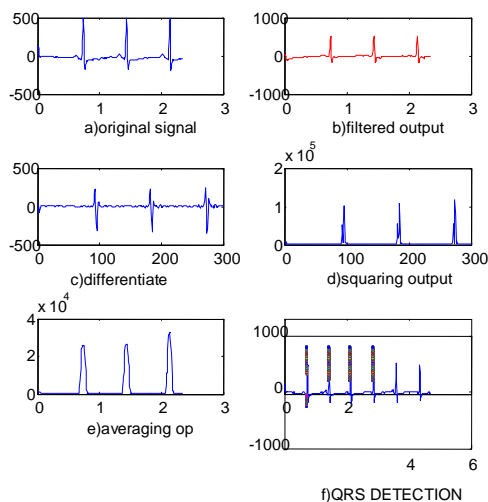 500
0
-500
0 1 2 3
a)original signal
1000
0
-1000
0 1 2 3
b)filtered output
500
0
-500
0 100 200 300
c)differentiate
x 10^5
2
1
0
0 100 200 300
d)squaring output
x 10^4
4
2
0
0 1 2 3
e)averaging op
1000
0
-1000
0 2 4 6
f)QRS DETECTION